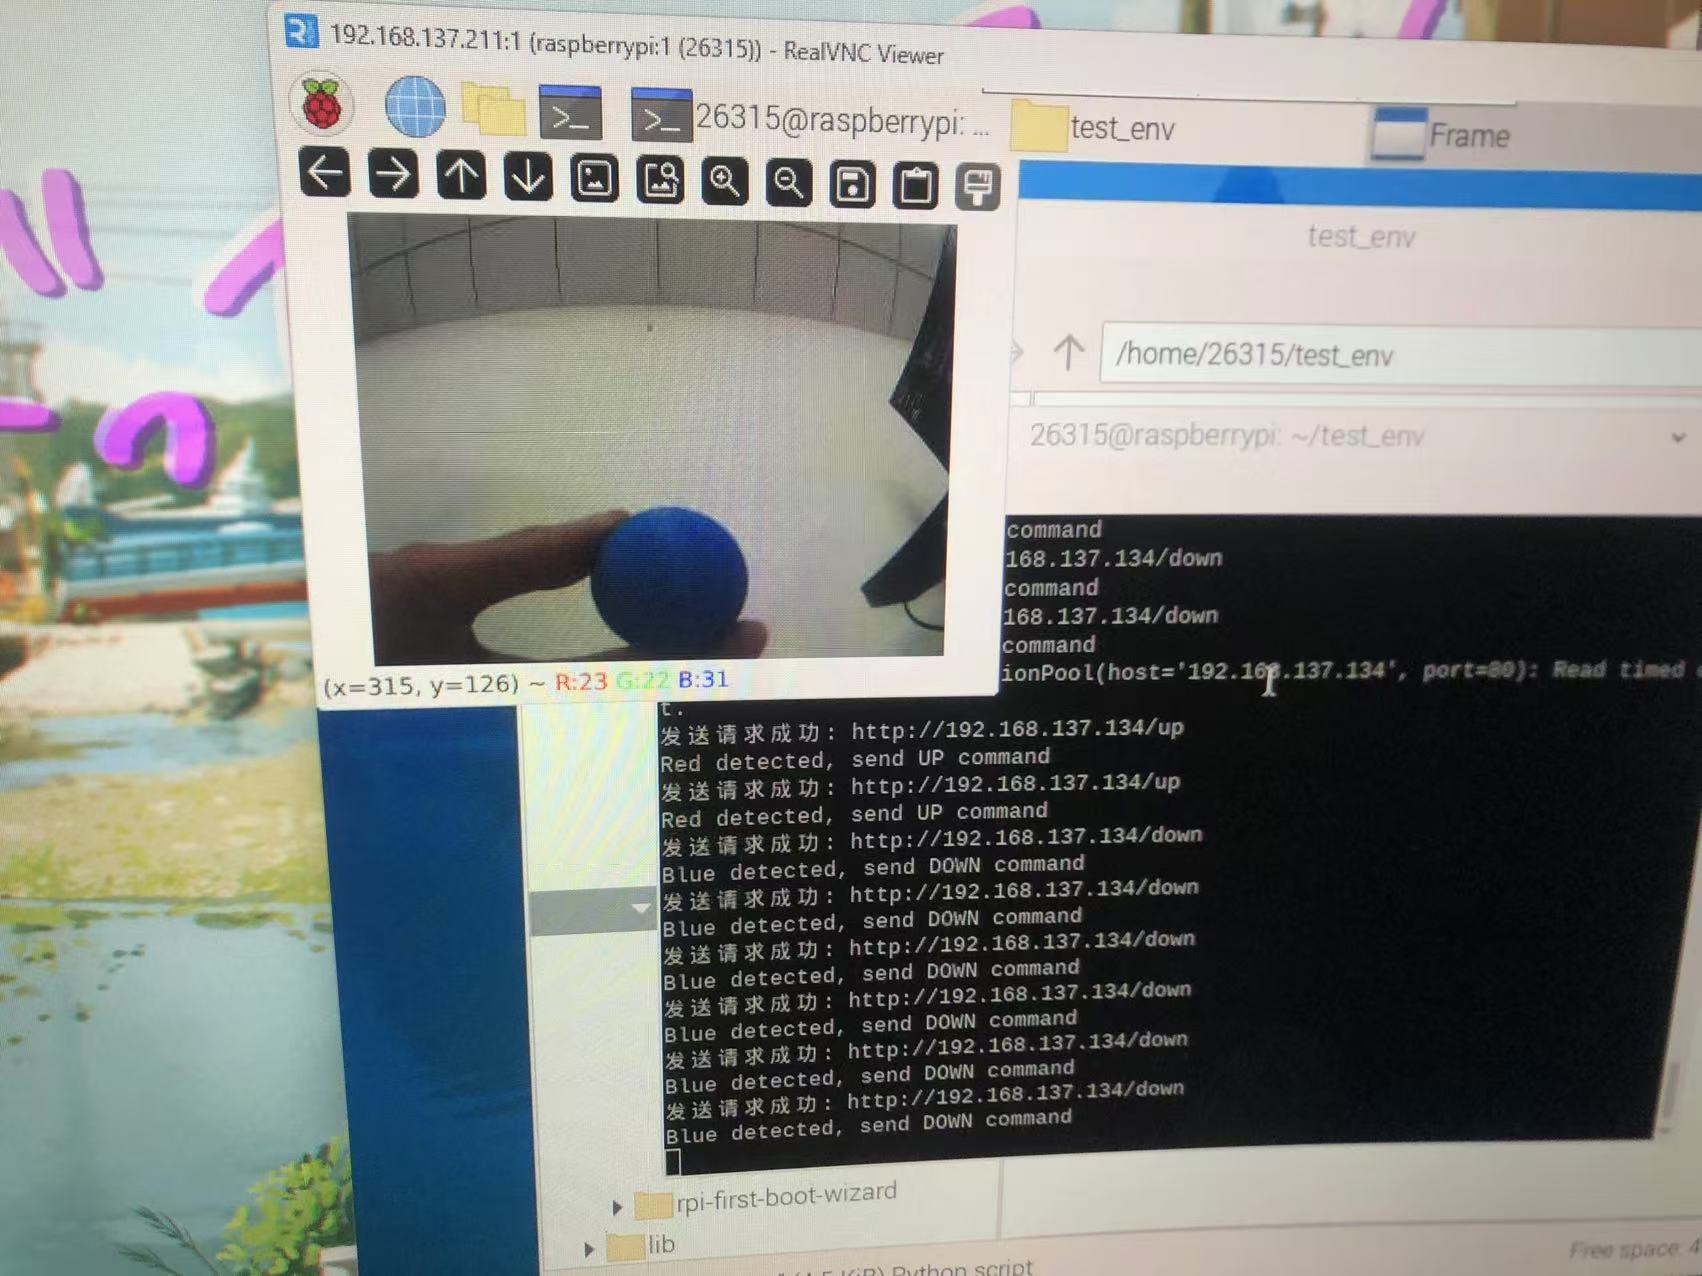 192.168.137.211:1 (raspberrypi:1 (26315)) - RealVNC Viewer
26315@raspberrypi: ...
test_env
Frame
test_env
/home/26315/test_env
26315@raspberrypi: ~/test_env
command
168.137.134/down
command
168.137.134/down
command
ionPool(host='192.168.137.134', port=80): Read timed
(x=315, y=126) ~ R:23 G:22 B:31
t.
发送请求成功: http://192.168.137.134/up
Red detected, send UP command
发送请求成功: http://192.168.137.134/up
Red detected, send UP command
发送请求成功: http://192.168.137.134/down
Blue detected, send DOWN command
发送请求成功: http://192.168.137.134/down
Blue detected, send DOWN command
发送请求成功: http://192.168.137.134/down
Blue detected, send DOWN command
发送请求成功: http://192.168.137.134/down
Blue detected, send DOWN command
发送请求成功: http://192.168.137.134/down
Blue detected, send DOWN command
发送请求成功: http://192.168.137.134/down
Blue detected, send DOWN command
rpi-first-boot-wizard
lib
Free space: 4
Python script